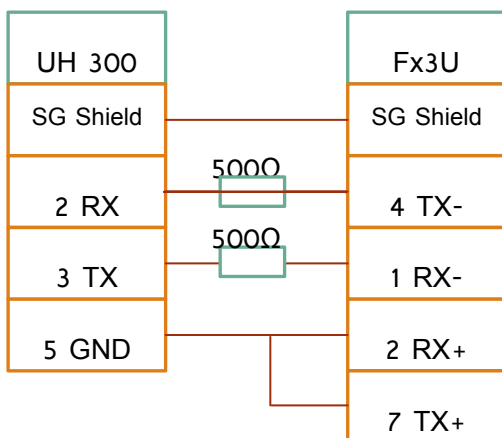 UH 300
Fx3U
SG Shield
SG Shield
500Ω
2 RX
4 TX-
500Ω
3 TX
1 RX-
5 GND
2 RX+
7 TX+